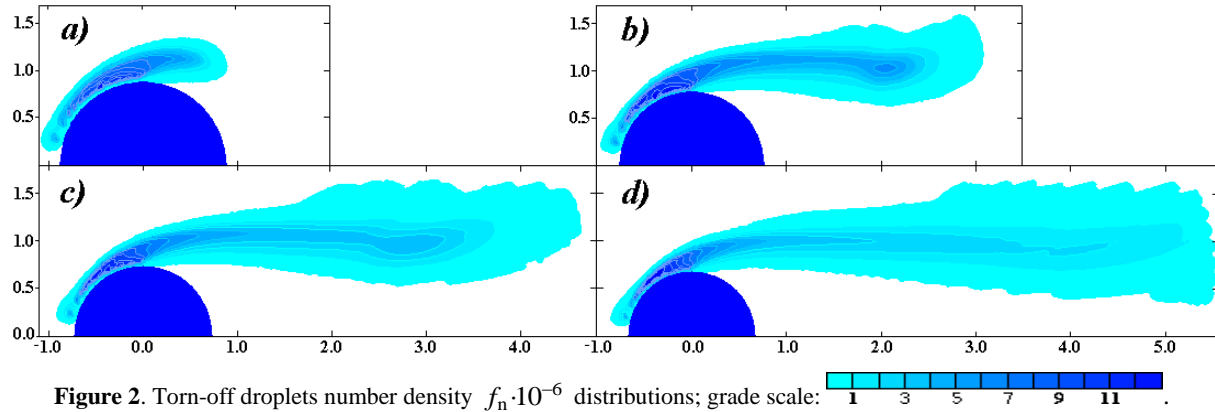 1.5
1.0
0.5
a)
1.5
1.0
0.5
b)
1.5
1.0
0.5
0.0
c)
d)
-1.0 0.0 1.0 2.0 3.0 4.0 -1.0 0.0 1.0 2.0 3.0 4.0 5.0
Figure 2. Torn-off droplets number density fₙ·10⁻⁶ distributions; grade scale: 1 3 5 7 9 11 .